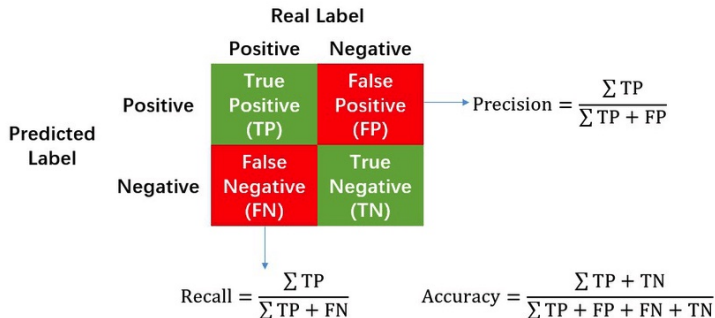 Real Label
Positive Negative
True Positive (TP)
False Positive (FP)
Positive
Precision = ∑ TP / ∑ TP + FP
Predicted Label
False Negative (FN)
True Negative (TN)
Negative
Recall = ∑ TP / ∑ TP + FN
Accuracy = ∑ TP + TN / ∑ TP + FP + FN + TN